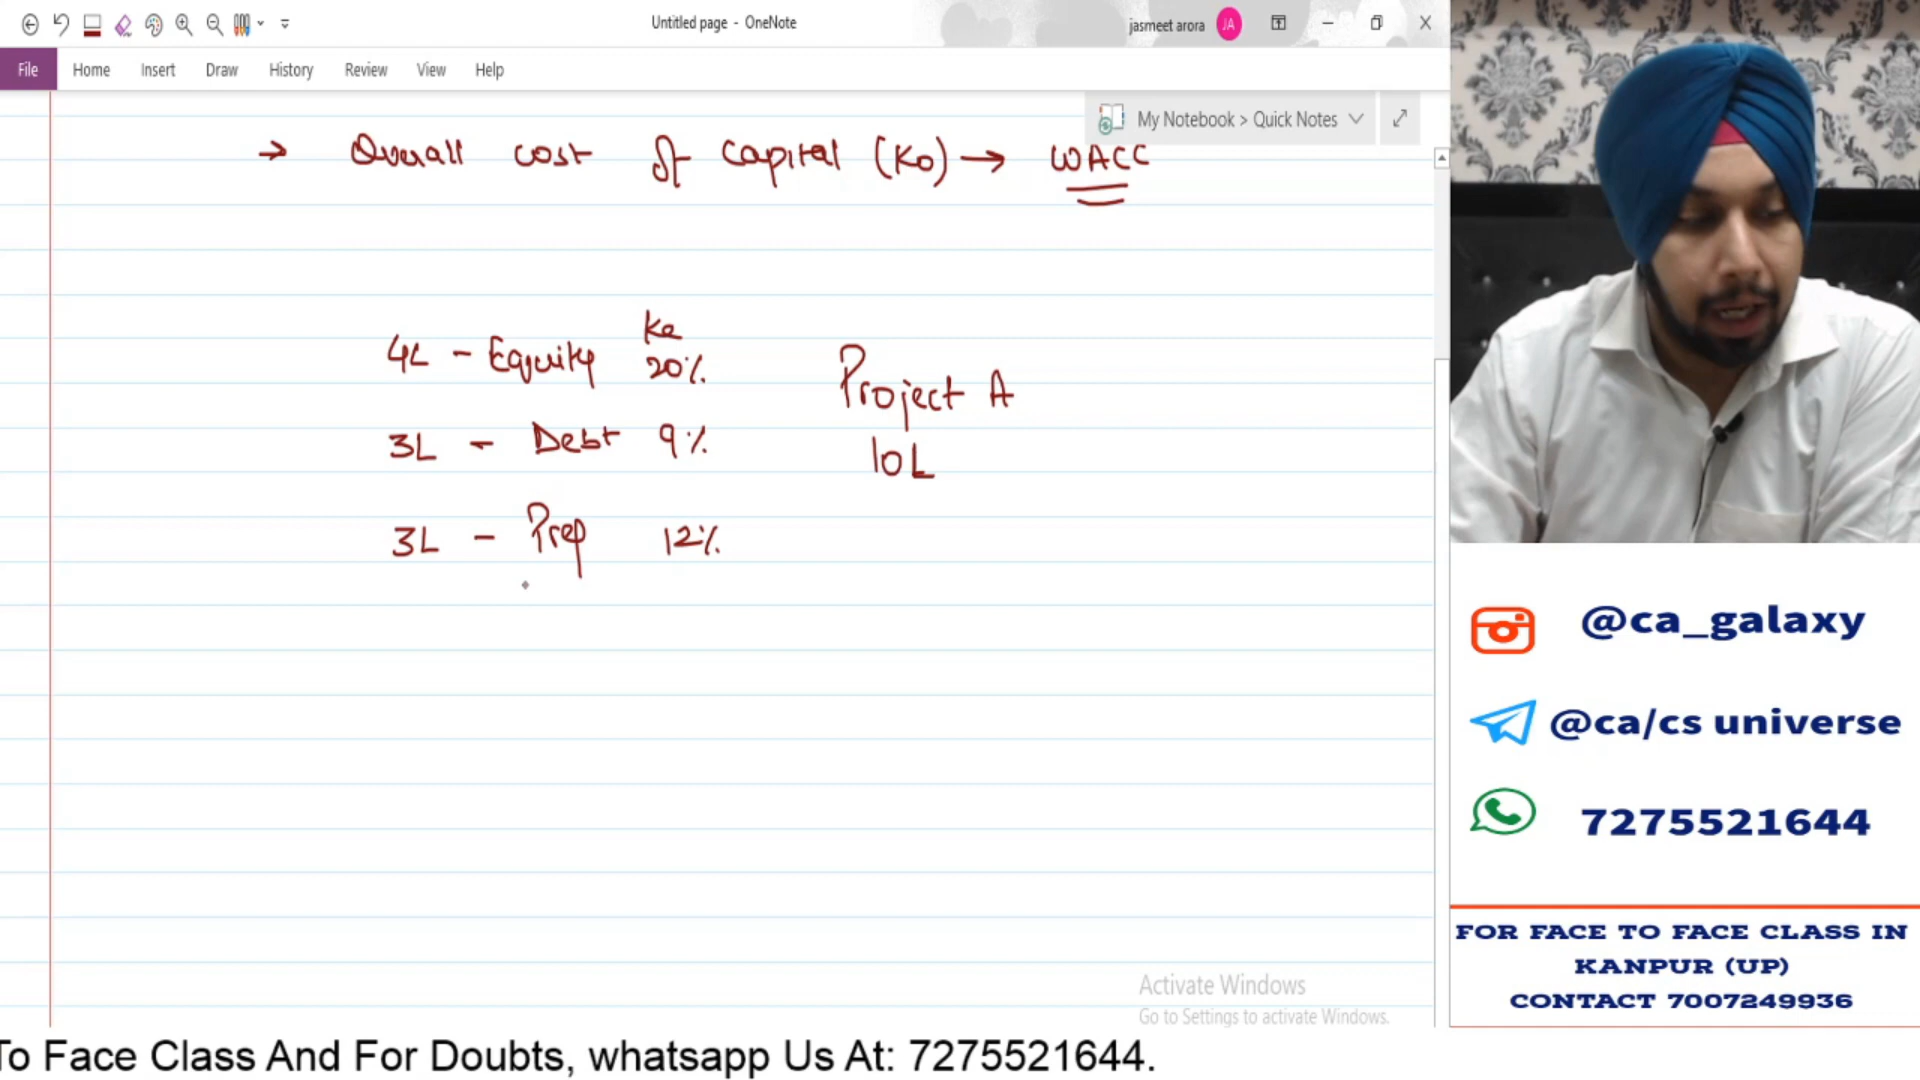 Untitled page - OneNote
jasmeet arora
JA
File Home Insert Draw History Review View Help
My Notebook > Quick Notes
→ Overall cost of capital (Ko) → WACC
Ke
4L - Equity 20%
Project A
3L - Debt 9%
10L
3L - Pref 12%
Activate Windows
Go to Settings to activate Windows.
@ca_galaxy
@ca/cs universe
7275521644
FOR FACE TO FACE CLASS IN
KANPUR (UP)
CONTACT 7007249936
To Face Class And For Doubts, whatsapp Us At: 7275521644.